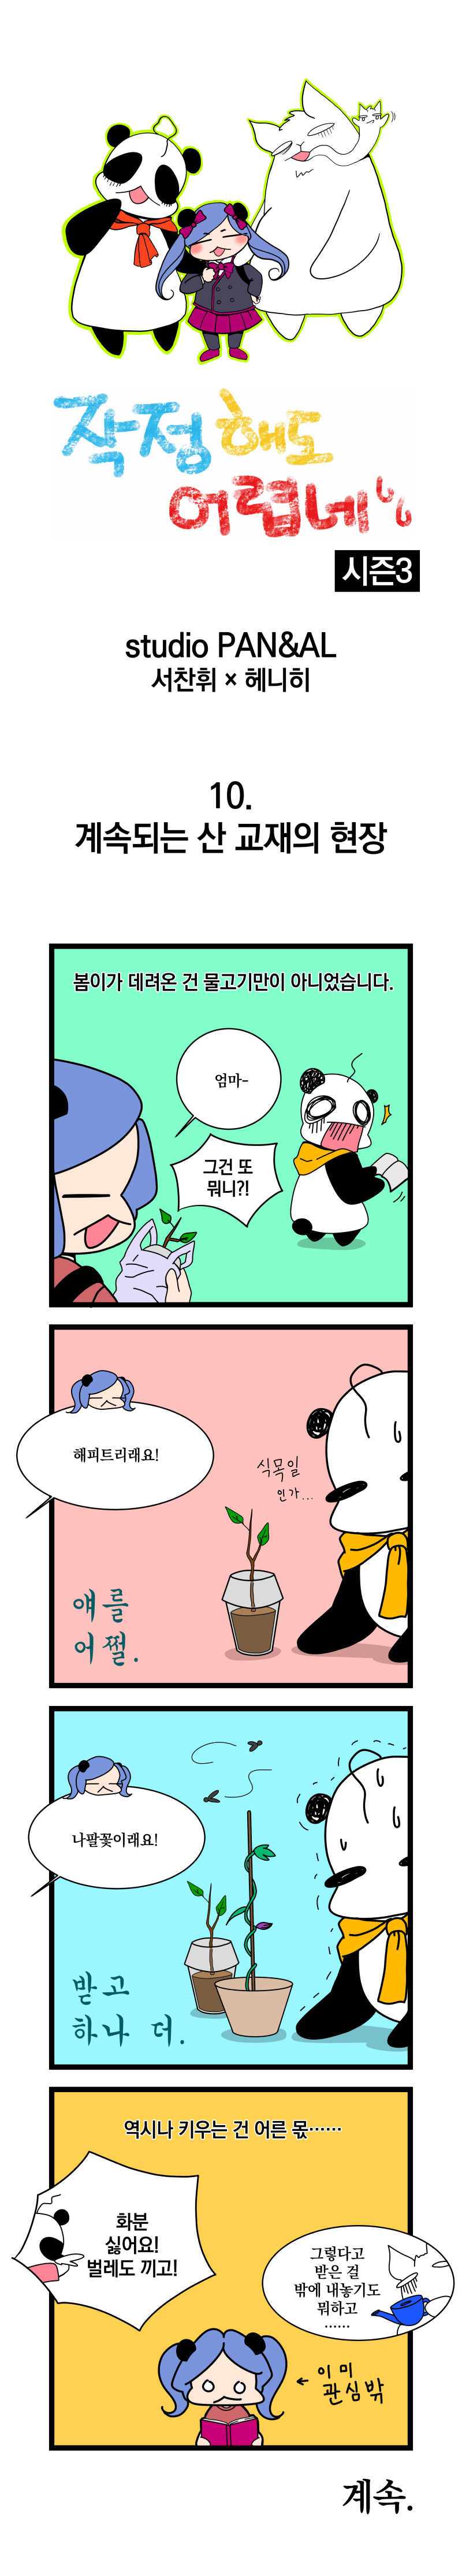 작정해도
어렵네
시즌3
studio PAN&AL
서찬휘 × 헤니히
10.
계속되는 산 교재의 현장
봄이가 데려온 건 물고기만이 아니었습니다.
엄마-
그건 또
뭐니?!
해피트리래요!
식목일
인가...
얘를
어쩔.
나팔꽃이래요!
받고
하나 더.
역시나 키우는 건 어른 몫……
화분
싫어요!
벌레도 끼고!
그렇다고
받은 걸
밖에 내놓기도
뭐하고
……
←이미
관심밖
계속.